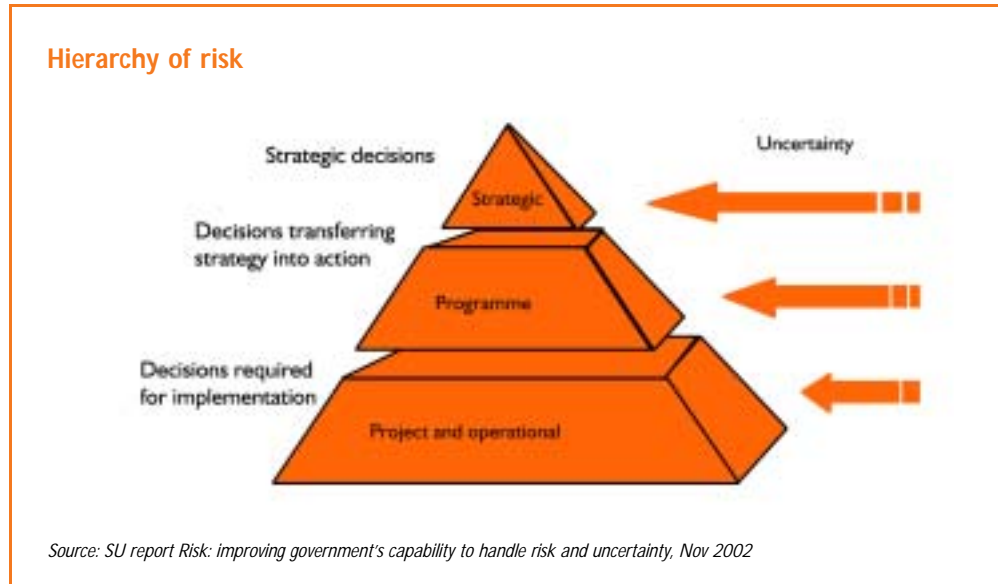 Hierarchy of risk
Strategic decisions
Uncertainty
Strategic
Decisions transferring
strategy into action
Programme
Decisions required
for implementation
Project and operational
Source: SU report Risk: improving government's capability to handle risk and uncertainty, Nov 2002